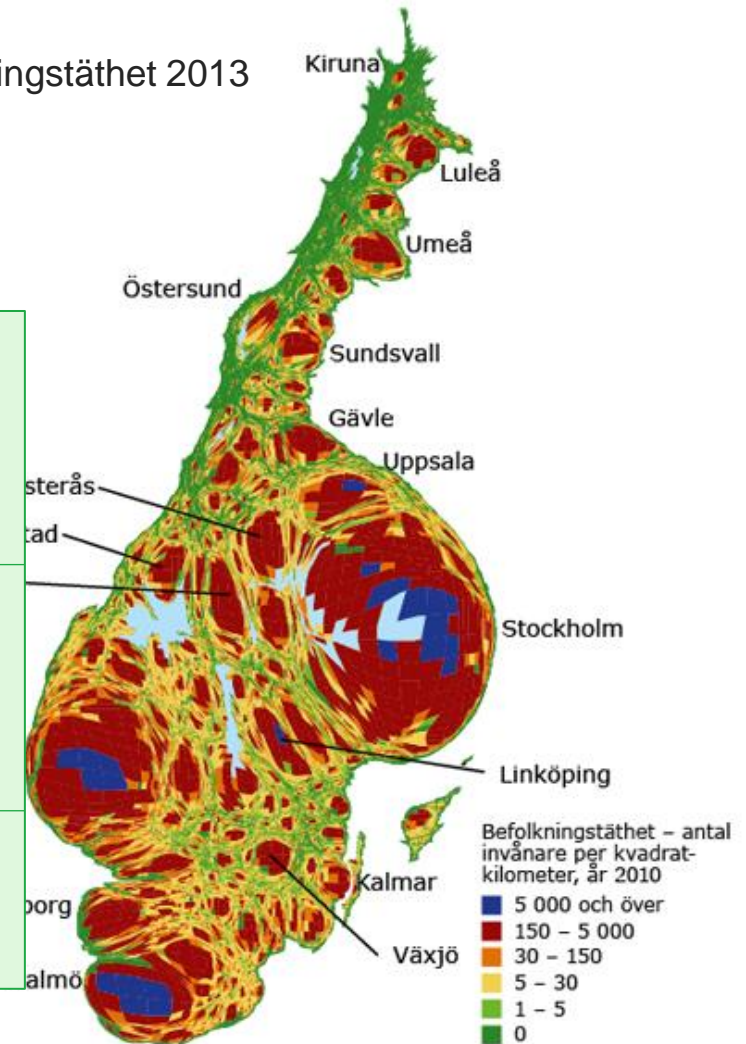 ingstäthet 2013
Kiruna
Luleå
Umeå
Östersund
Sundsvall
Gävle
Uppsala
sterås
tad
Stockholm
Linköping
Befolkningstäthet – antal
invånare per kvadrat-
kilometer, år 2010
5 000 och över
150 – 5 000
30 – 150
5 – 30
1 – 5
0
Kalmar
borg
Växjö
almö